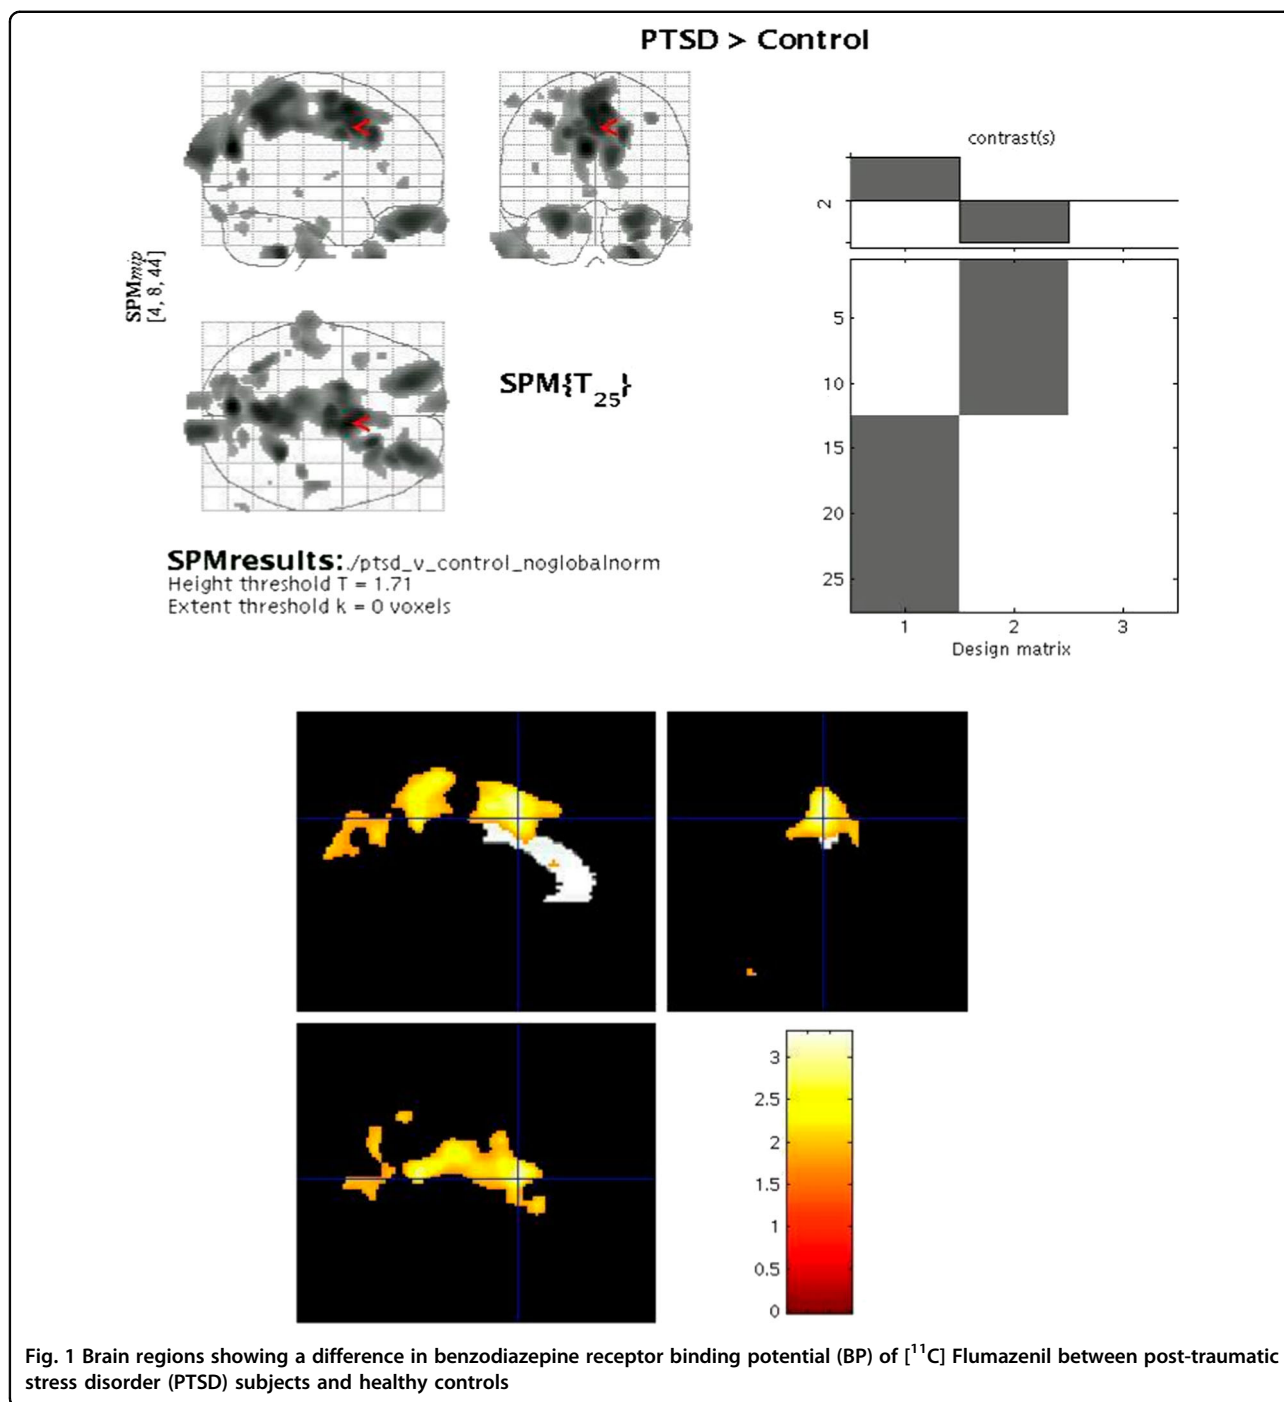 PTSD > Control
SPMmip
[4, 8, 44]
SPM{T25}
SPMresults: ./ptsd_v_control_noglobalnorm
Height threshold T = 1.71
Extent threshold k = 0 voxels
contrast(s)
2
5
10
15
20
25
1 2 3
Design matrix
3
2.5
2
1.5
1
0.5
0
Fig. 1 Brain regions showing a difference in benzodiazepine receptor binding potential (BP) of [¹¹C] Flumazenil between post-traumatic
stress disorder (PTSD) subjects and healthy controls